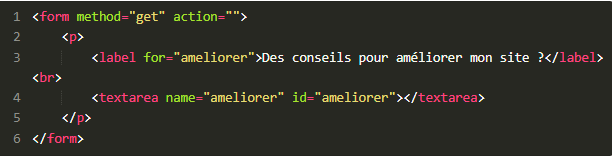 1 <form method="get" action="">
2     <p>
3         <label for="ameliorer">Des conseils pour améliorer mon site ?</label>
<br>
4         <textarea name="ameliorer" id="ameliorer"></textarea>
5     </p>
6 </form>